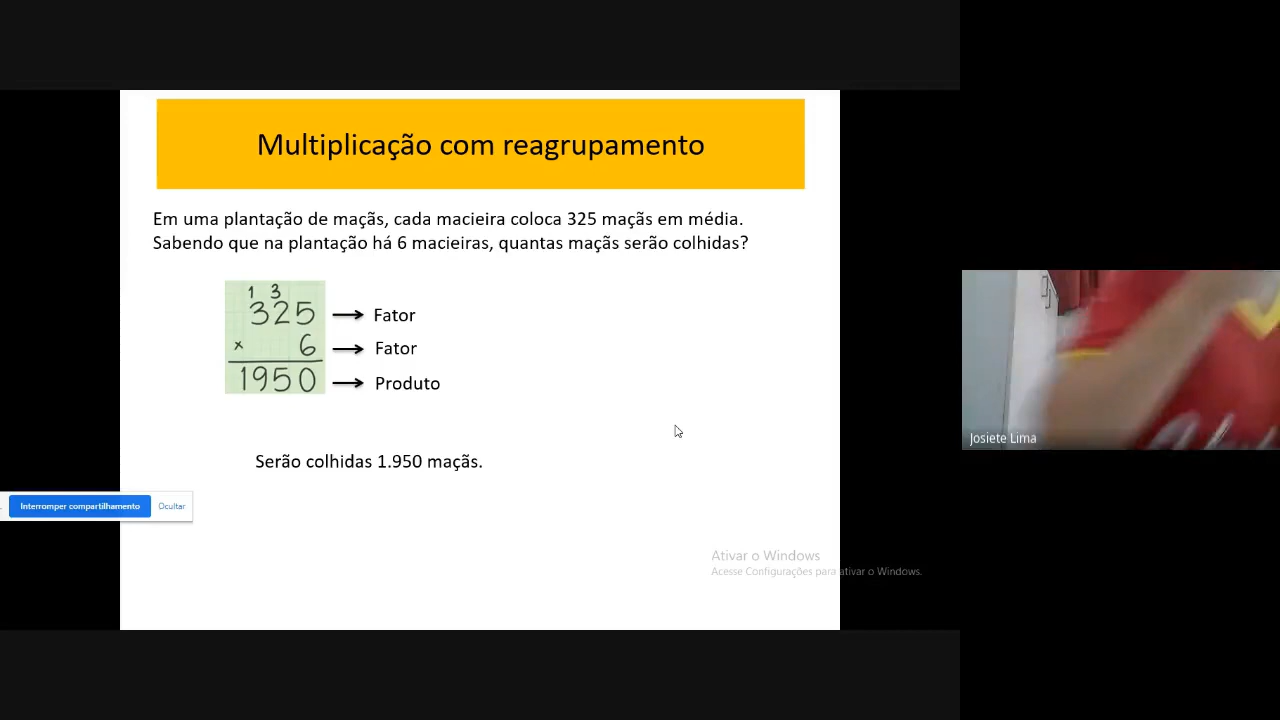 Multiplicação com reagrupamento
Em uma plantação de maçãs, cada macieira coloca 325 maçãs em média.
Sabendo que na plantação há 6 macieiras, quantas maçãs serão colhidas?
1 3
325 → Fator
× 6 → Fator
1950 → Produto
Josiete Lima
Serão colhidas 1.950 maçãs.
Interromper compartilhamento Ocultar
Ativar o Windows
Acesse Configurações para ativar o Windows.